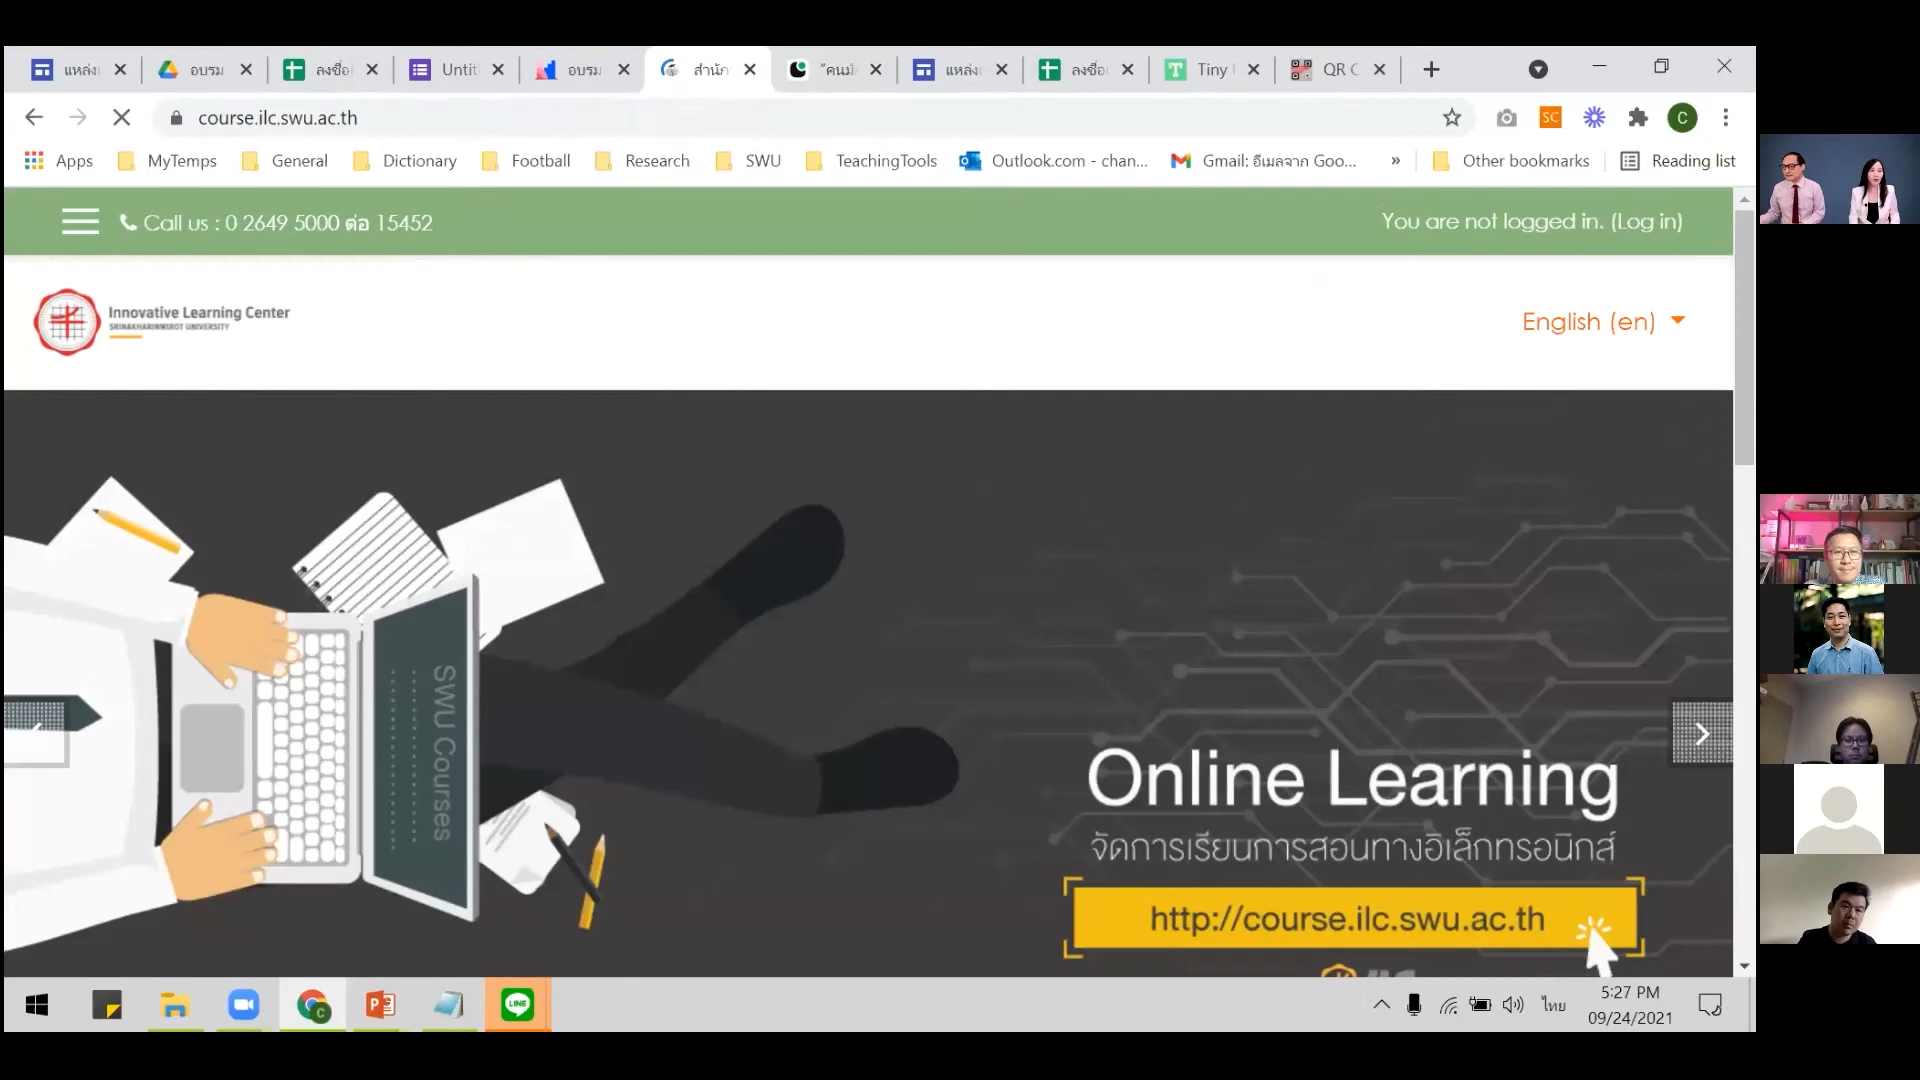 แหล่ง
อบรม
ลงชื่อ
Untit
อบรม
สำนัก
"คนมั
แหล่ง
ลงชื่อ
Tiny
QR C
course.ilc.swu.ac.th
SC
C
Apps
MyTemps
General
Dictionary
Football
Research
SWU
TeachingTools
Outlook.com - chan...
Gmail: อีเมลจาก Goo...
»
Other bookmarks
Reading list
Call us : 0 2649 5000 ต่อ 15452
You are not logged in. (Log in)
Innovative Learning Center
SRINAKHARINWIROT UNIVERSITY
English (en)
SWU Courses
Online Learning
จัดการเรียนการสอนทางอิเล็กทรอนิกส์
http://course.ilc.swu.ac.th
LINE
ไทย
5:27 PM
09/24/2021